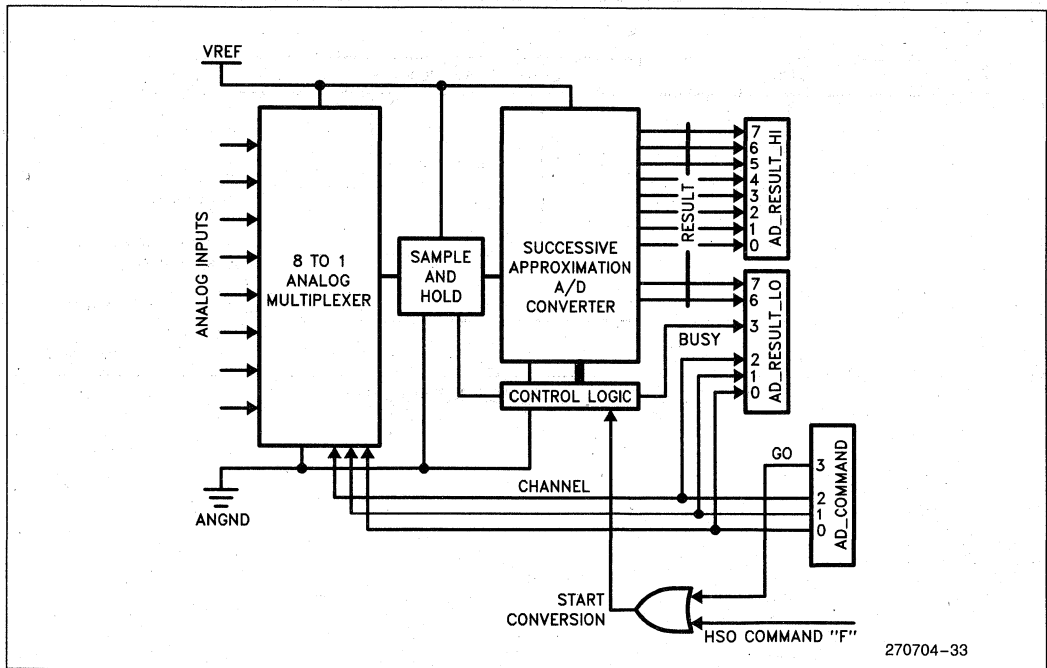 VREF
ANALOG INPUTS
8 TO 1
ANALOG
MULTIPLEXER
SAMPLE
AND
HOLD
SUCCESSIVE
APPROXIMATION
A/D
CONVERTER
CONTROL LOGIC
RESULT
7
6
5
4
3
2
1
0
AD_RESULT_HI
7
6
3
2
1
0
AD_RESULT_LO
BUSY
GO
3
2
1
0
AD_COMMAND
CHANNEL
ANGND
START
CONVERSION
HSO COMMAND "F"
270704-33